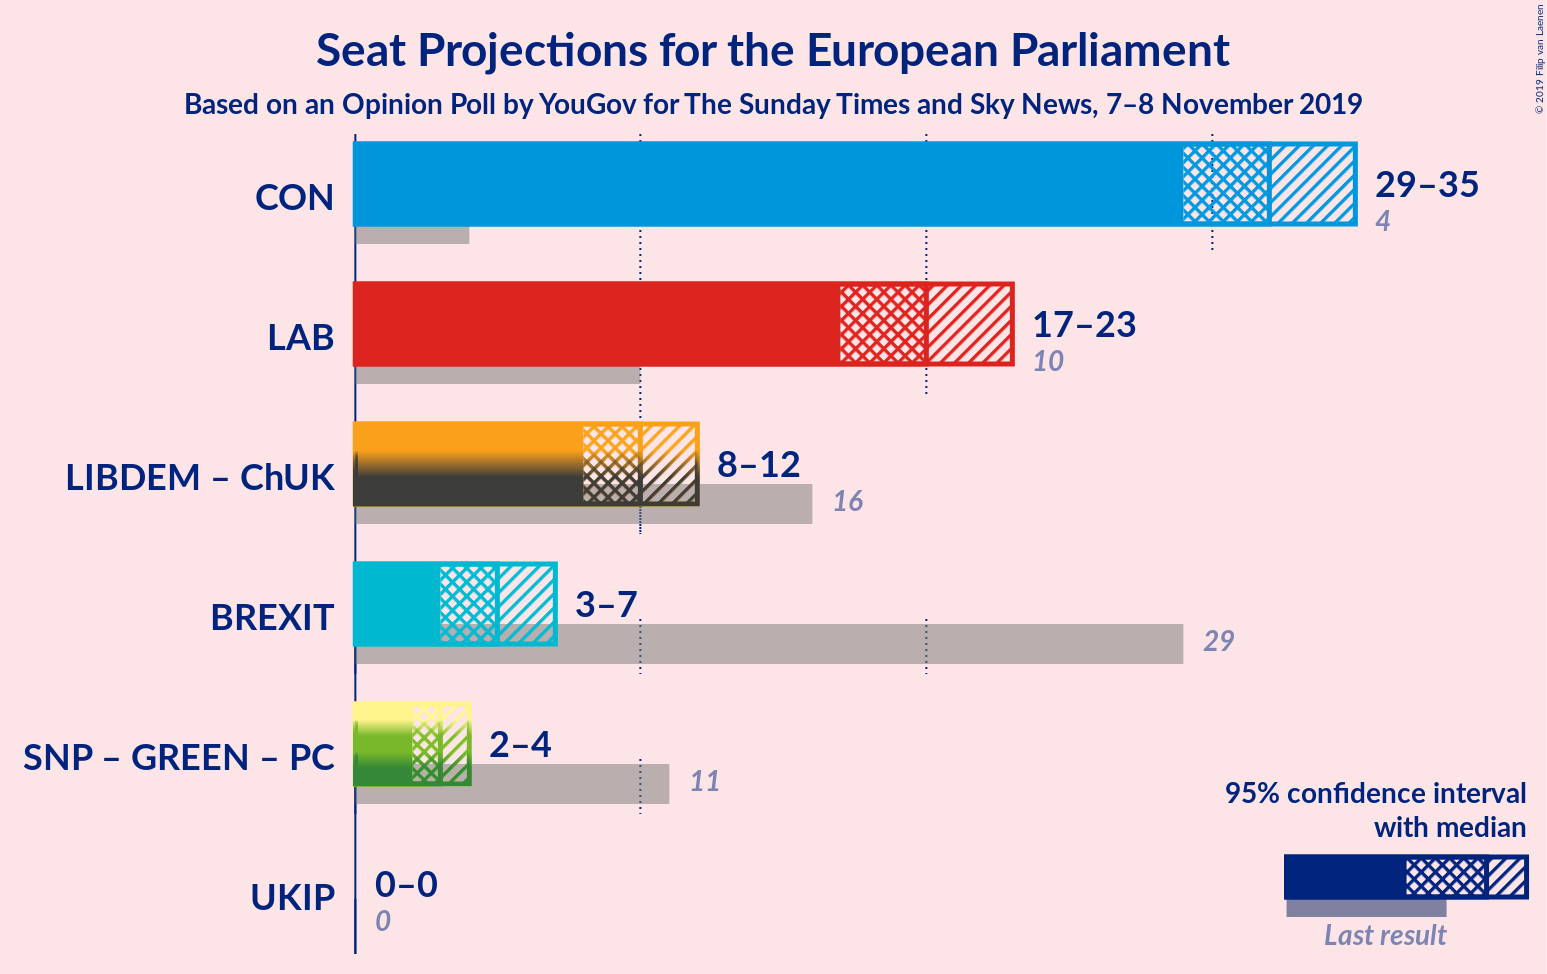 Seat Projections for the European Parliament
Based on an Opinion Poll by YouGov for The Sunday Times and Sky News, 7–8 November 2019
© 2019 Filip van Laenen
CON
29–35
4
LAB
17–23
10
LIBDEM – ChUK
8–12
16
BREXIT
3–7
29
SNP – GREEN – PC
2–4
11
UKIP
0–0
0
95% confidence interval
with median
Last result